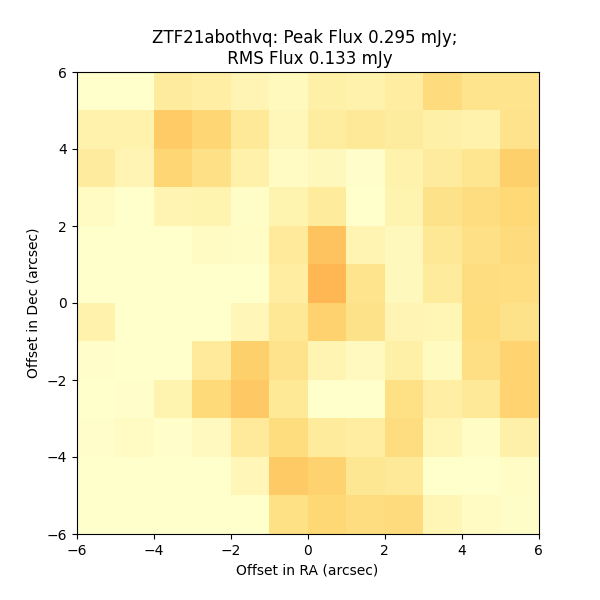 ZTF21abothvq: Peak Flux 0.295 mJy;
RMS Flux 0.133 mJy
6
4
2
0
−2
−4
−6
Offset in Dec (arcsec)
−6 −4 −2 0 2 4 6
Offset in RA (arcsec)